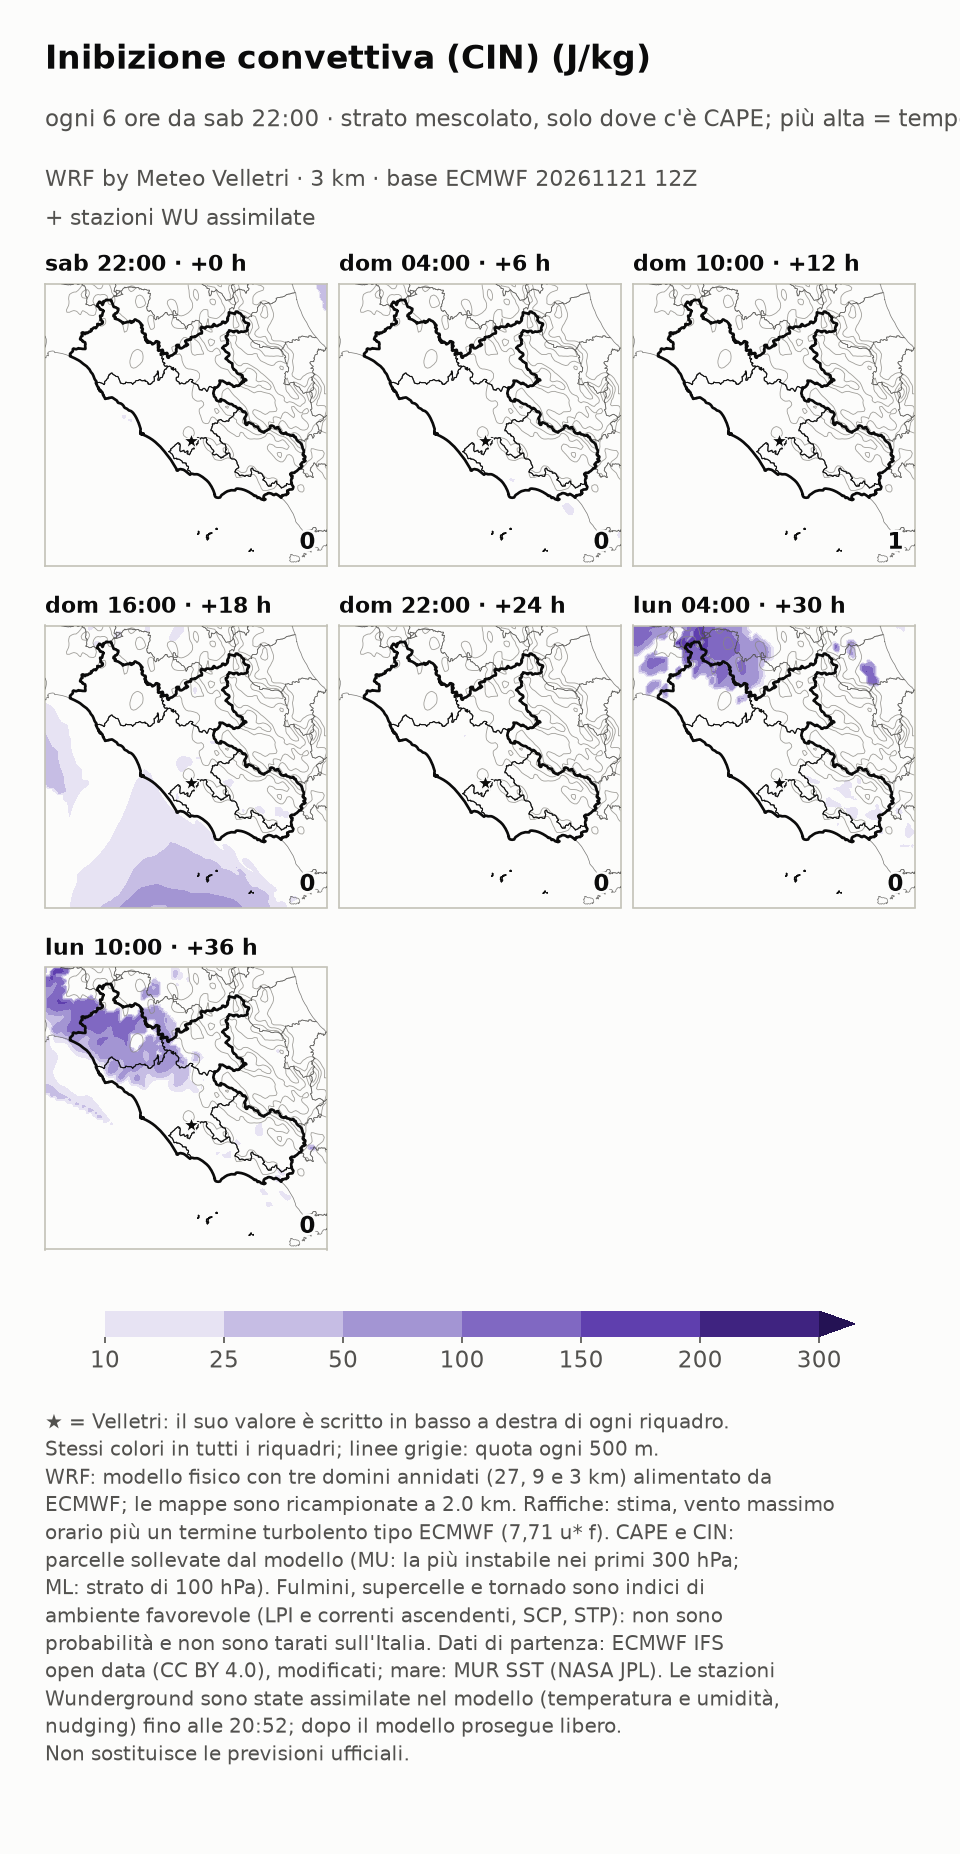 Inibizione convettiva (CIN) (J/kg)
ogni 6 ore da sab 22:00 · strato mescolato, solo dove c'è CAPE; più alta =
WRF by Meteo Velletri · 3 km · base ECMWF 20261121 12Z
+ stazioni WU assimilate
sab 22:00 · +0 h
dom 04:00 · +6 h
dom 10:00 · +12 h
0
0
1
dom 16:00 · +18 h
dom 22:00 · +24 h
lun 04:00 · +30 h
0
0
0
lun 10:00 · +36 h
0
10 25 50 100 150 200 300
★ = Velletri: il suo valore è scritto in basso a destra di ogni riquadro.
Stessi colori in tutti i riquadri; linee grigie: quota ogni 500 m.
WRF: modello fisico con tre domini annidati (27, 9 e 3 km) alimentato da
ECMWF; le mappe sono ricampionate a 2.0 km. Raffiche: stima, vento massimo
orario più un termine turbolento tipo ECMWF (7,71 u* f). CAPE e CIN:
parcelle sollevate dal modello (MU: la più instabile nei primi 300 hPa;
ML: strato di 100 hPa). Fulmini, supercelle e tornado sono indici di
ambiente favorevole (LPI e correnti ascendenti, SCP, STP): non sono
probabilità e non sono tarati sull'Italia. Dati di partenza: ECMWF IFS
open data (CC BY 4.0), modificati; mare: MUR SST (NASA JPL). Le stazioni
Wunderground sono state assimilate nel modello (temperatura e umidità,
nudging) fino alle 20:52; dopo il modello prosegue libero.
Non sostituisce le previsioni ufficiali.